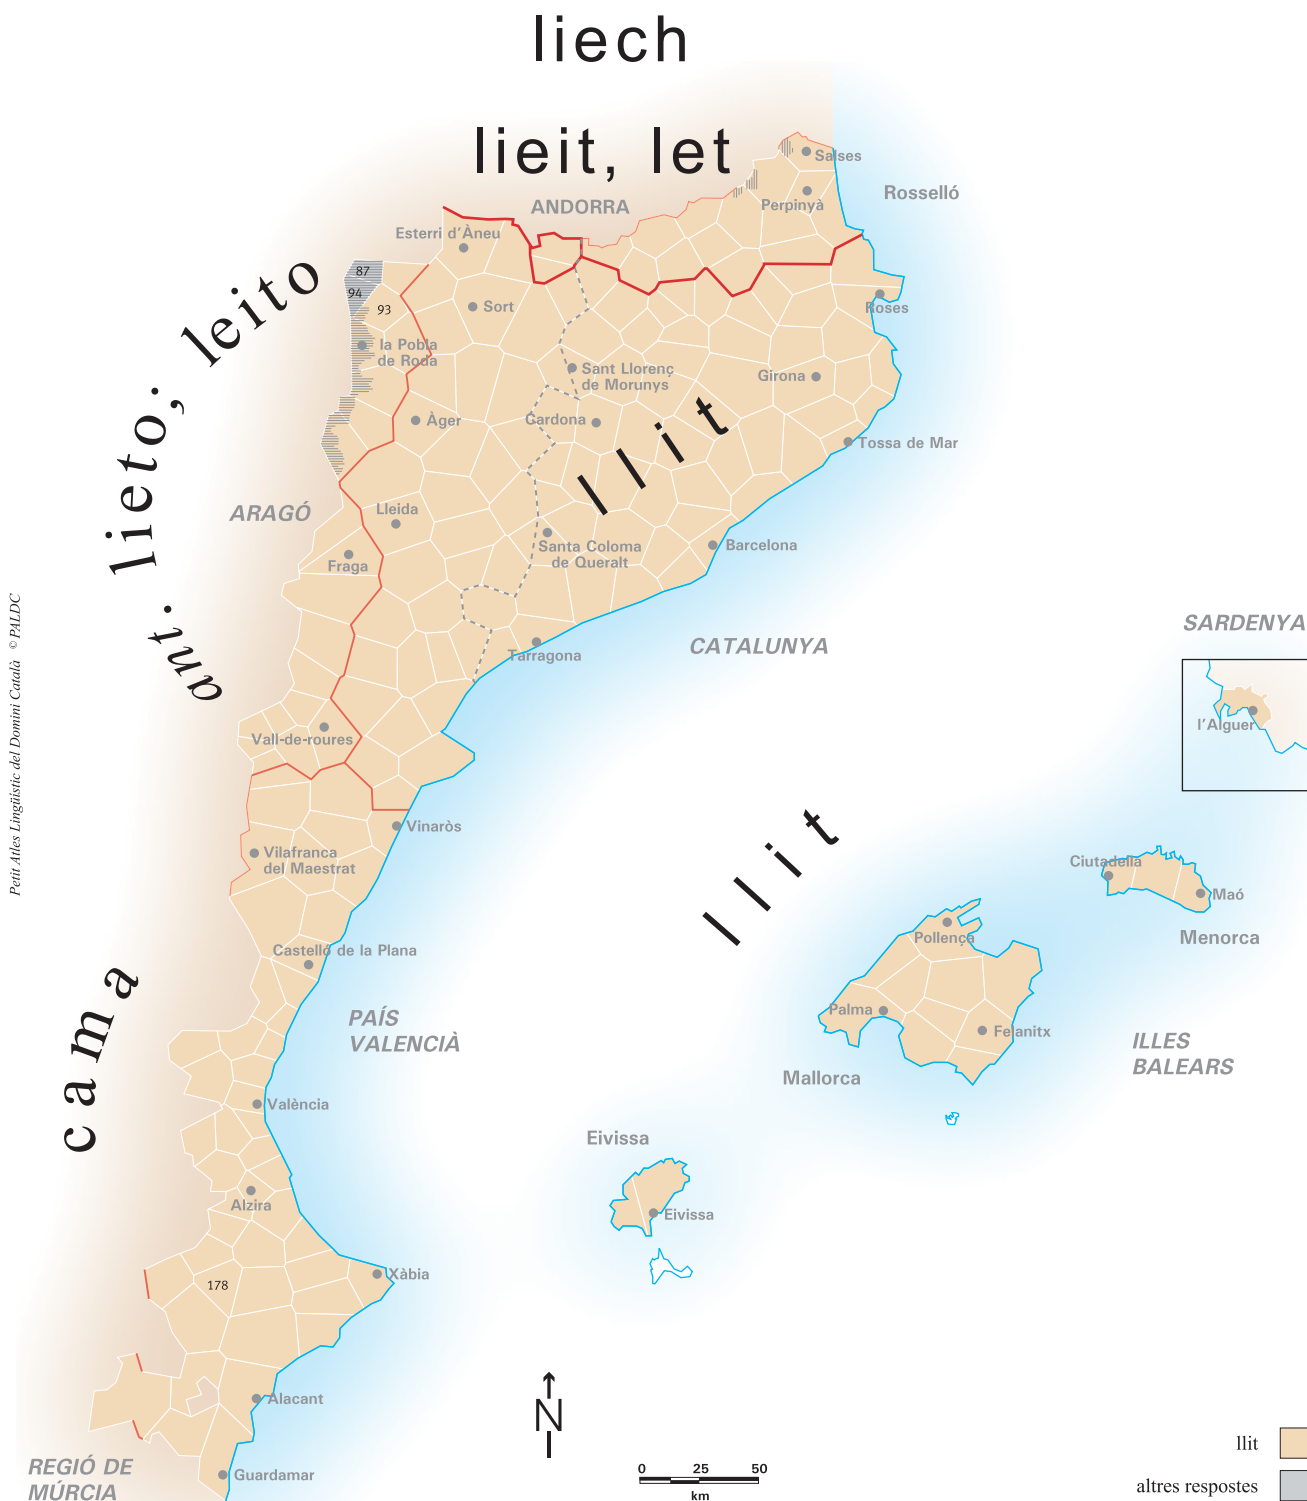 liech
lieit, let
Salses
Rosselló
Perpinyà
ANDORRA
Esterri d'Àneu
87
94
93
ant. lieto; leito
Sort
Roses
la Pobla
de Roda
Sant Llorenç
de Morunys
Girona
Àger
Cardona
llit
Tossa de Mar
ARAGÓ
Lleida
Santa Coloma
de Queralt
Barcelona
Fraga
Petit Atles Lingüístic del Domini Català © PALDC
CATALUNYA
Tarragona
SARDENYA
l'Alguer
Vall-de-roures
Vinaròs
Vilafranca
del Maestrat
llit
Ciutadella
Maó
Menorca
Pollença
Castelló de la Plana
cama
PAÍS
VALENCIÀ
Palma
Felanitx
ILLES
BALEARS
Mallorca
València
Eivissa
Alzira
Eivissa
Xàbia
178
Alacant
N
REGIÓ DE
MÚRCIA
Guardamar
0 25 50
km
llit
altres respostes